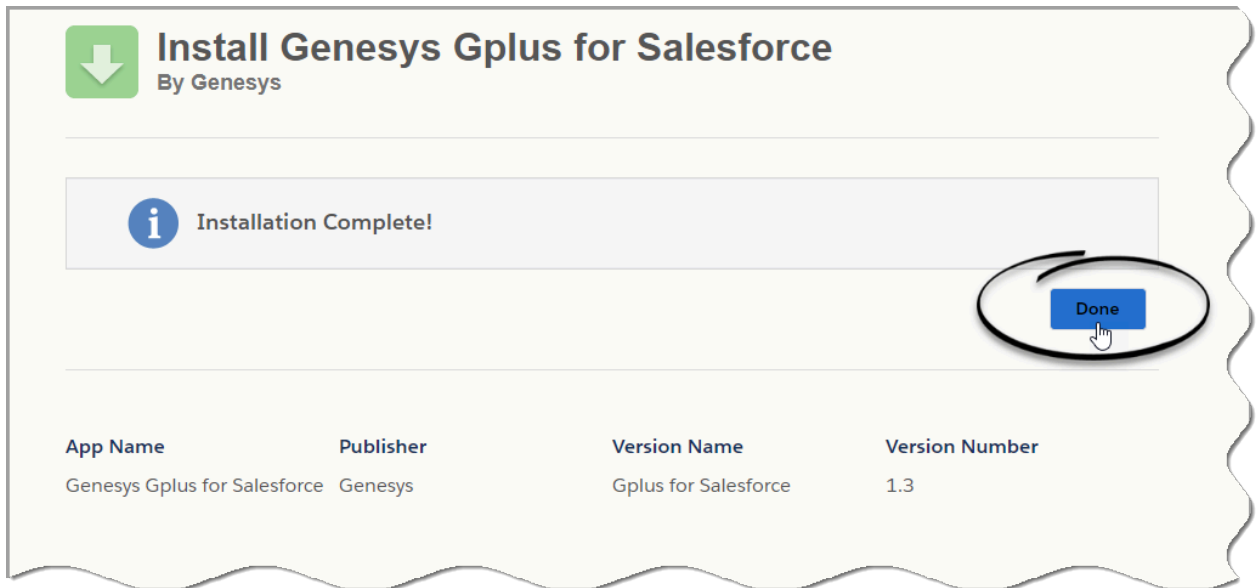 Install Genesys Gplus for Salesforce
By Genesys
Installation Complete!
Done
App Name Publisher Version Name Version Number
Genesys Gplus for Salesforce Genesys Gplus for Salesforce 1.3